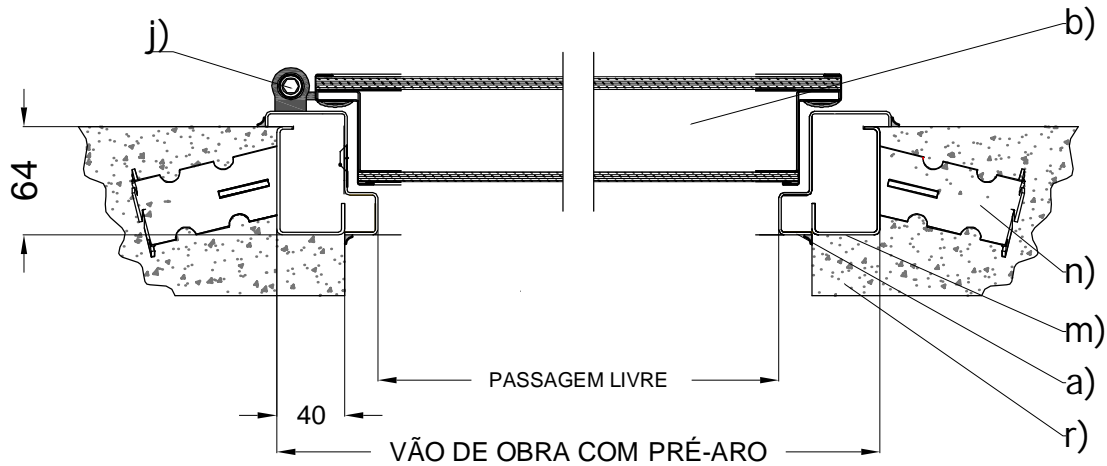 j)
b)
64
n)
m)
PASSAGEM LIVRE
a)
40
r)
VÃO DE OBRA COM PRÉ-ARO